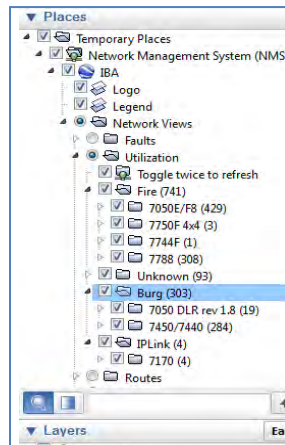 Places
Temporary Places
Network Management System (NMS
IBA
Logo
Legend
Network Views
Faults
Utilization
Toggle twice to refresh
Fire (741)
7050E/F8 (429)
7750F 4x4 (3)
7744F (1)
7788 (308)
Unknown (93)
Burg (303)
7050 DLR rev 1.8 (19)
7450/7440 (284)
IPLink (4)
7170 (4)
Routes
Layers Ea